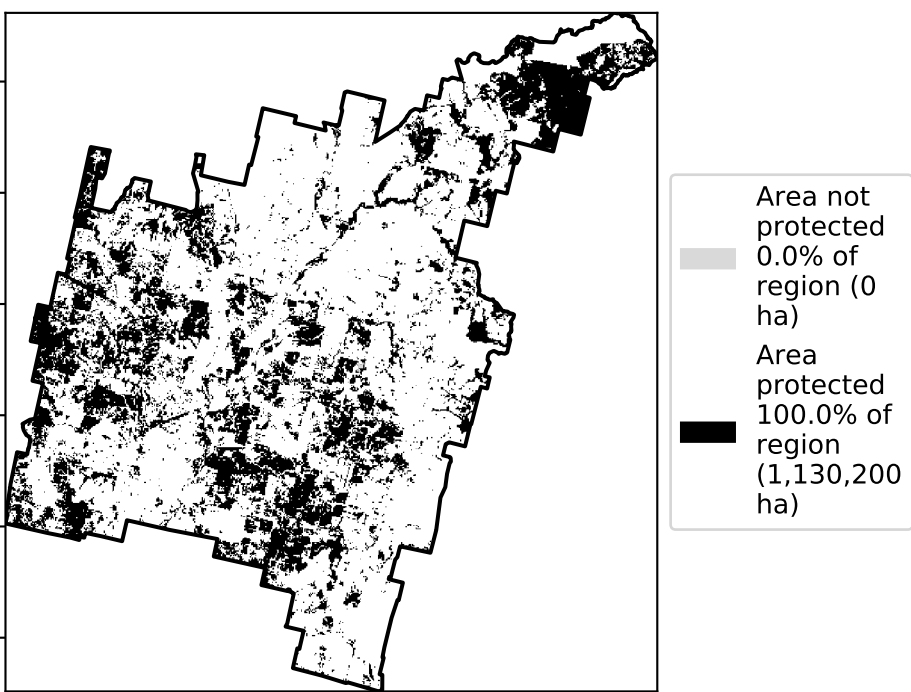 Area not
protected
0.0% of
region (0
ha)
Area
protected
100.0% of
region
(1,130,200
ha)